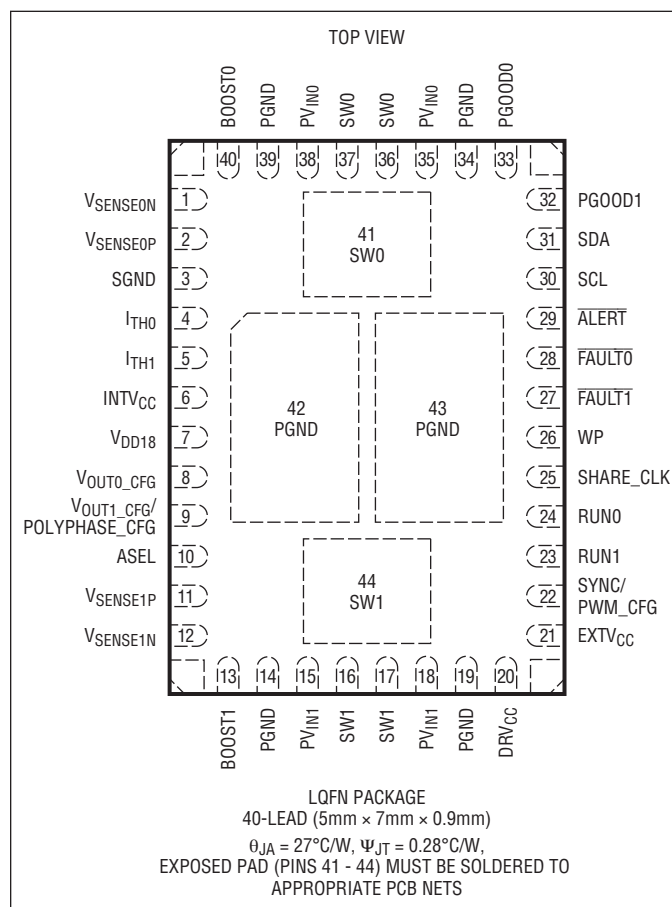 TOP VIEW
BOOST0
PGND
PVIN0
SW0
SW0
PVIN0
PGND
PGOOD0
40 39 38 37 36 35 34 33
VSENSE0N 1
VSENSE0P 2
SGND 3
ITH0 4
ITH1 5
INTVCC 6
VDD18 7
VOUT0_CFG 8
VOUT1_CFG/
POLYPHASE_CFG 9
ASEL 10
VSENSE1P 11
VSENSE1N 12
41
SW0
42
PGND
43
PGND
44
SW1
32 PGOOD1
31 SDA
30 SCL
29 ALERT
28 FAULT0
27 FAULT1
26 WP
25 SHARE_CLK
24 RUN0
23 RUN1
22 SYNC/
PWM_CFG
21 EXTVCC
13 14 15 16 17 18 19 20
BOOST1
PGND
PVIN1
SW1
SW1
PVIN1
PGND
DRVCC
LQFN PACKAGE
40-LEAD (5mm × 7mm × 0.9mm)
θJA = 27°C/W, ΨJT = 0.28°C/W,
EXPOSED PAD (PINS 41 - 44) MUST BE SOLDERED TO
APPROPRIATE PCB NETS